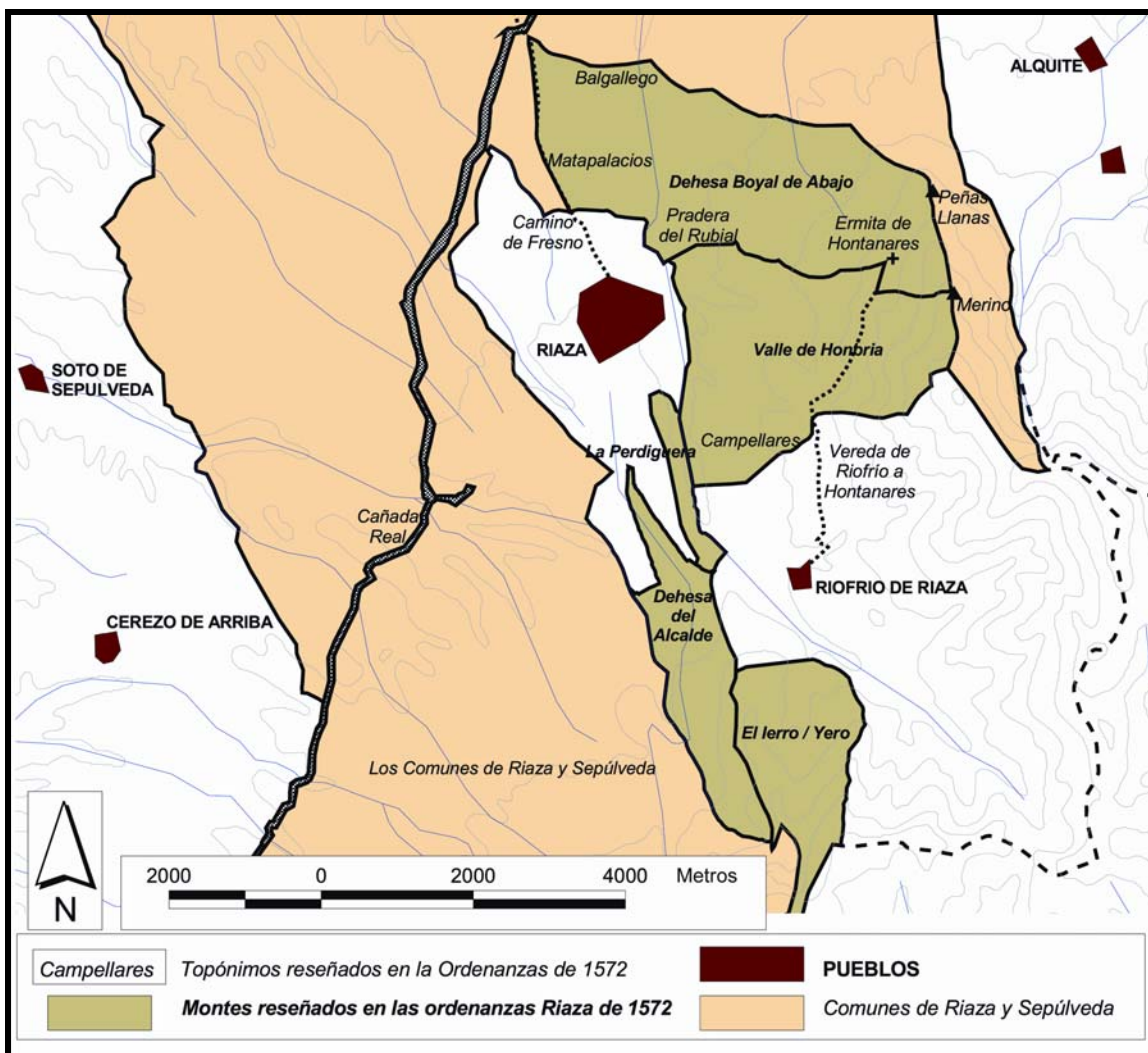 ALQUITE
Balgallego
Matapalacios
Dehesa Boyal de Abajo
Peñas
Llanas
Pradera
del Rubial
Ermita de
Hontanares
Camino
de Fresno
Merino
RIAZA
Valle de Honbria
SOTO DE
SEPULVEDA
La Perdiguera
Campellares
Vereda de
Riofrío a
Hontanares
Cañada
Real
RIOFRIO DE RIAZA
Dehesa
del
Alcalde
CEREZO DE ARRIBA
El Ierro / Yero
Los Comunes de Riaza y Sepúlveda
N
2000 0 2000 4000 Metros
Campellares Topónimos reseñados en la Ordenanzas de 1572
PUEBLOS
Montes reseñados en las ordenanzas Riaza de 1572
Comunes de Riaza y Sepúlveda